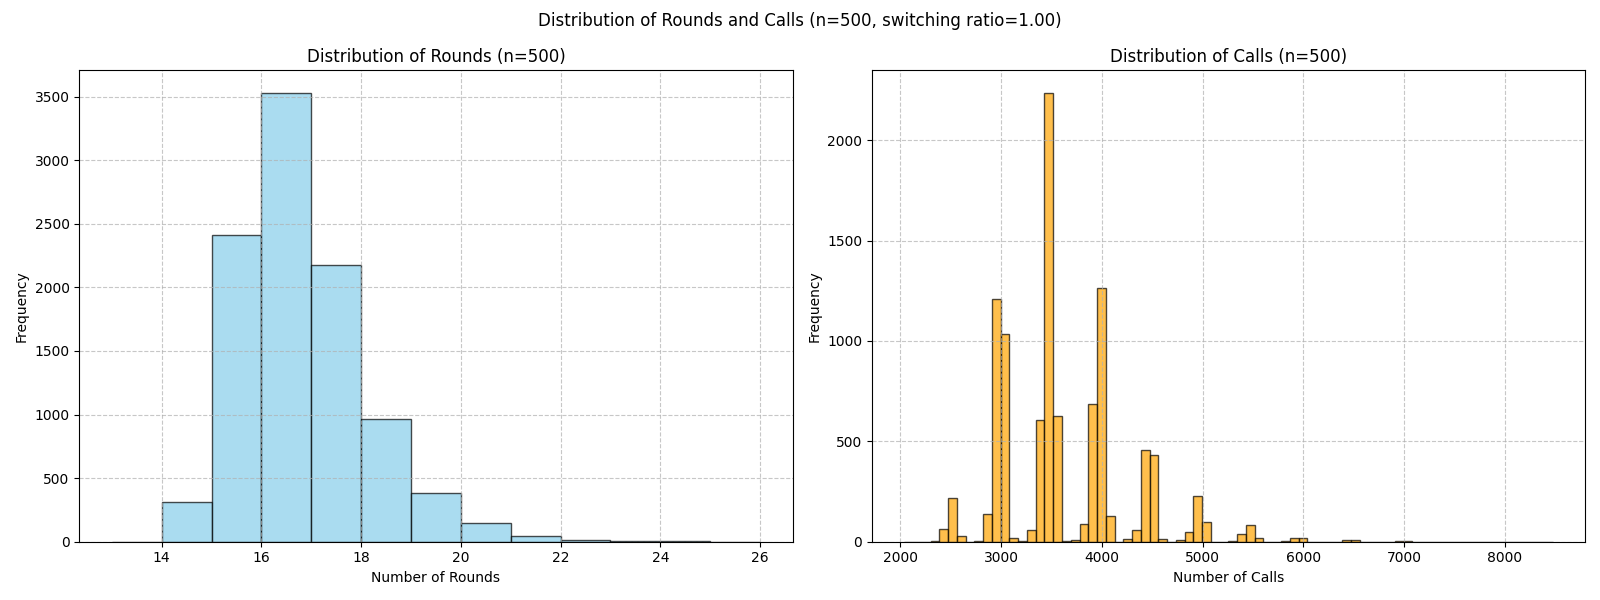 Distribution of Rounds and Calls (n=500, switching ratio=1.00)
Distribution of Rounds (n=500)
Frequency
3500
3000
2500
2000
1500
1000
500
0
14 16 18 20 22 24 26
Number of Rounds
Distribution of Calls (n=500)
Frequency
2000
1500
1000
500
0
2000 3000 4000 5000 6000 7000 8000
Number of Calls